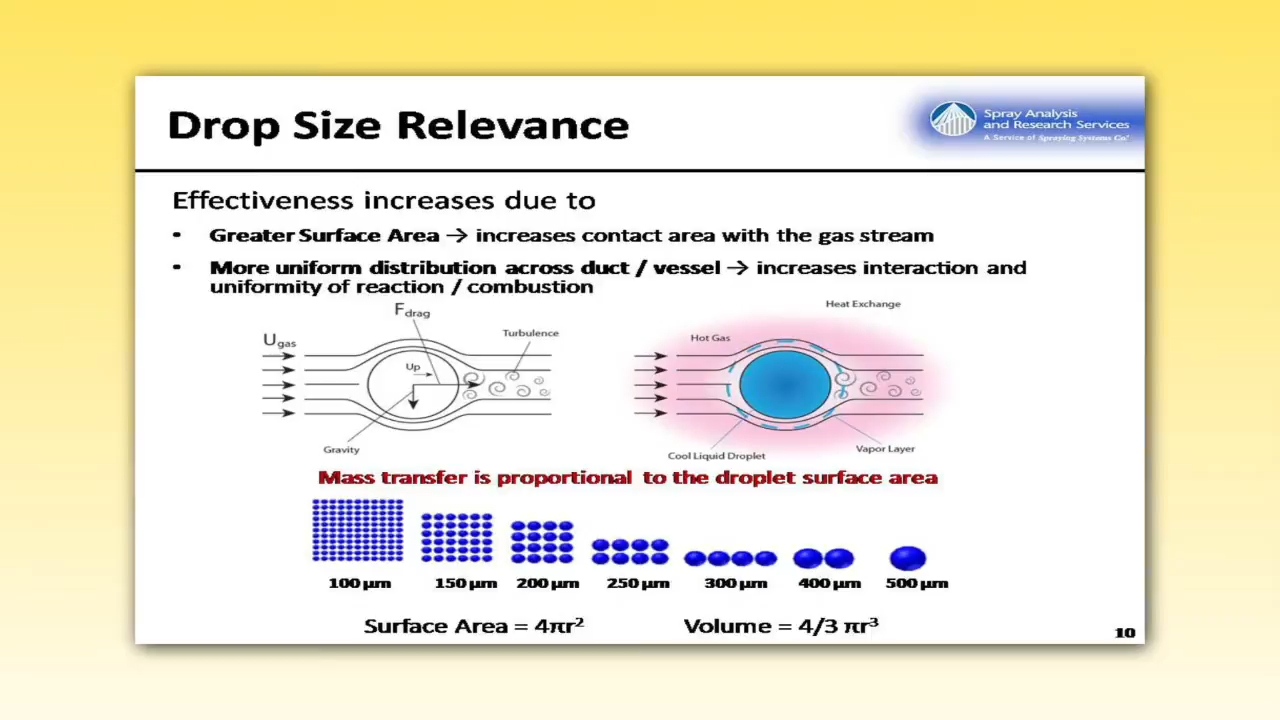 Drop Size Relevance
Spray Analysis
and Research Services
A Service of Spraying Systems Co.
Effectiveness increases due to
• Greater Surface Area → increases contact area with the gas stream
• More uniform distribution across duct / vessel → increases interaction and
uniformity of reaction / combustion
Fdrag
Ugas
Turbulence
Up
Gravity
Heat Exchange
Hot Gas
Cool Liquid Droplet
Vapor Layer
Mass transfer is proportional to the droplet surface area
100 µm 150 µm 200 µm 250 µm 300 µm 400 µm 500 µm
Surface Area = 4πr² Volume = 4/3 πr³
10